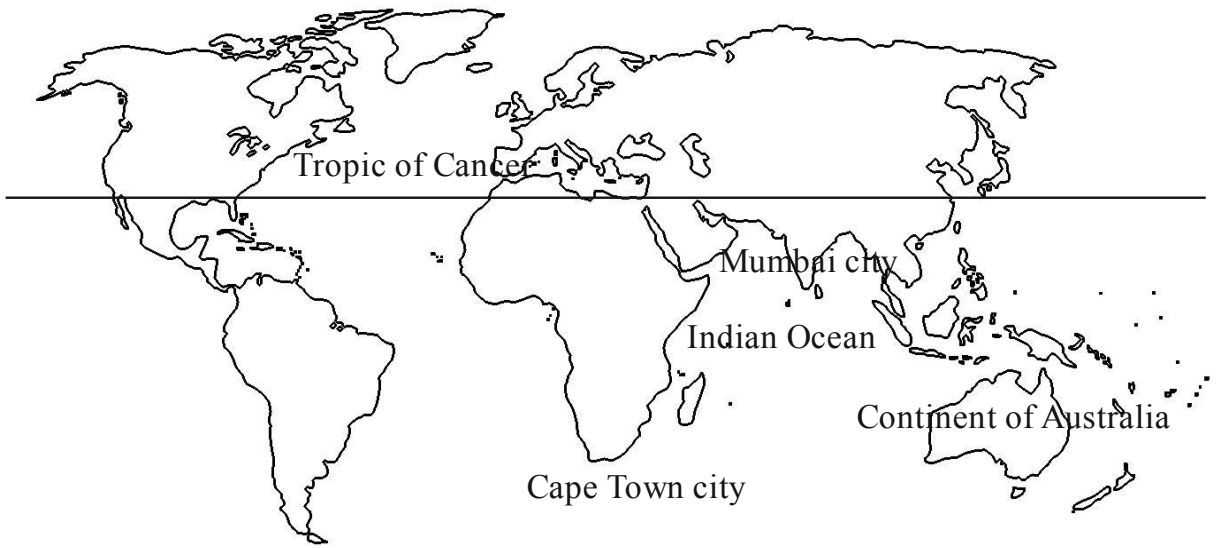 Tropic of Cancer
Mumbai city
Indian Ocean
Continent of Australia
Cape Town city